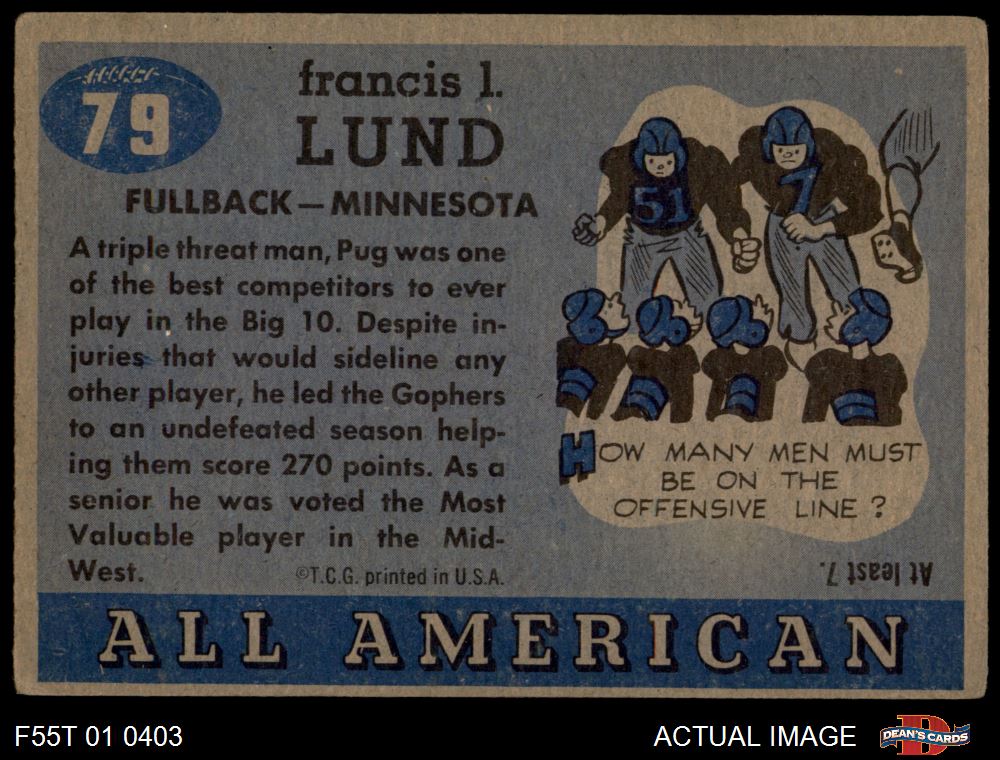 79
francis l.
LUND
FULLBACK — MINNESOTA
A triple threat man, Pug was one
of the best competitors to ever
play in the Big 10. Despite in-
juries that would sideline any
other player, he led the Gophers
to an undefeated season help-
ing them score 270 points. As a
senior he was voted the Most
Valuable player in the Mid-
West.
©T.C.G. printed in U.S.A.
51
7
HOW MANY MEN MUST
BE ON THE
OFFENSIVE LINE ?
At least 7.
ALL AMERICAN
F55T 01 0403
ACTUAL IMAGE
DEAN'S CARDS